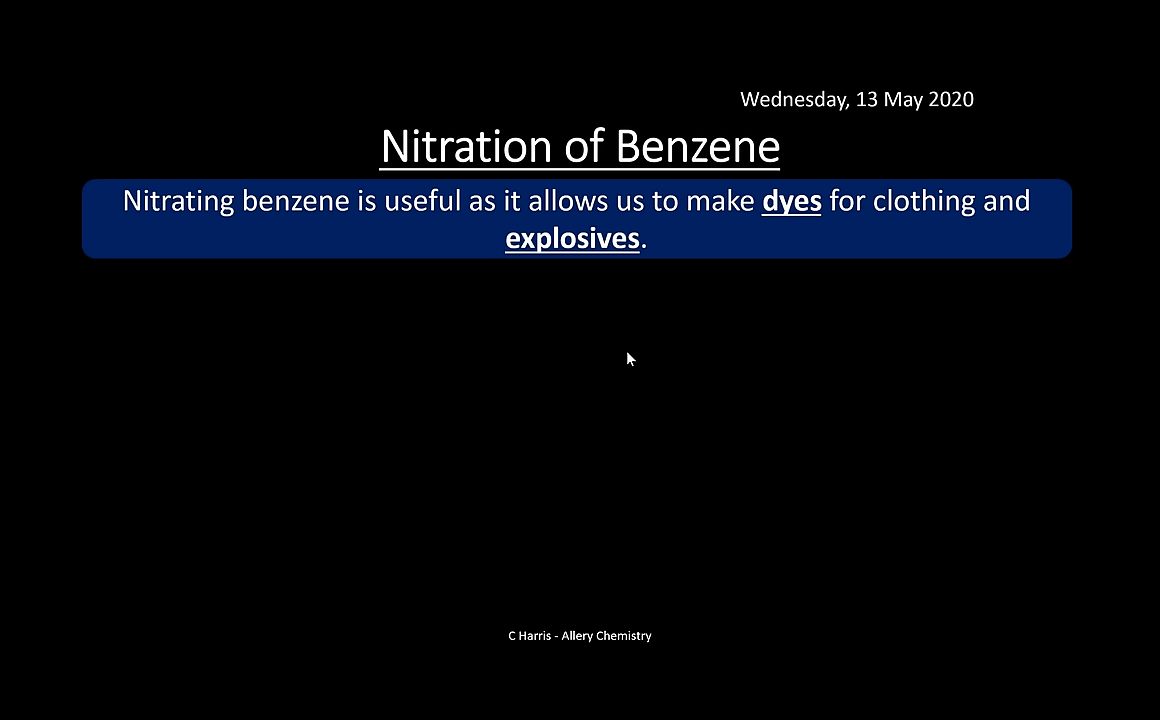 Wednesday, 13 May 2020
Nitration of Benzene
Nitrating benzene is useful as it allows us to make dyes for clothing and
explosives.
C Harris - Allery Chemistry